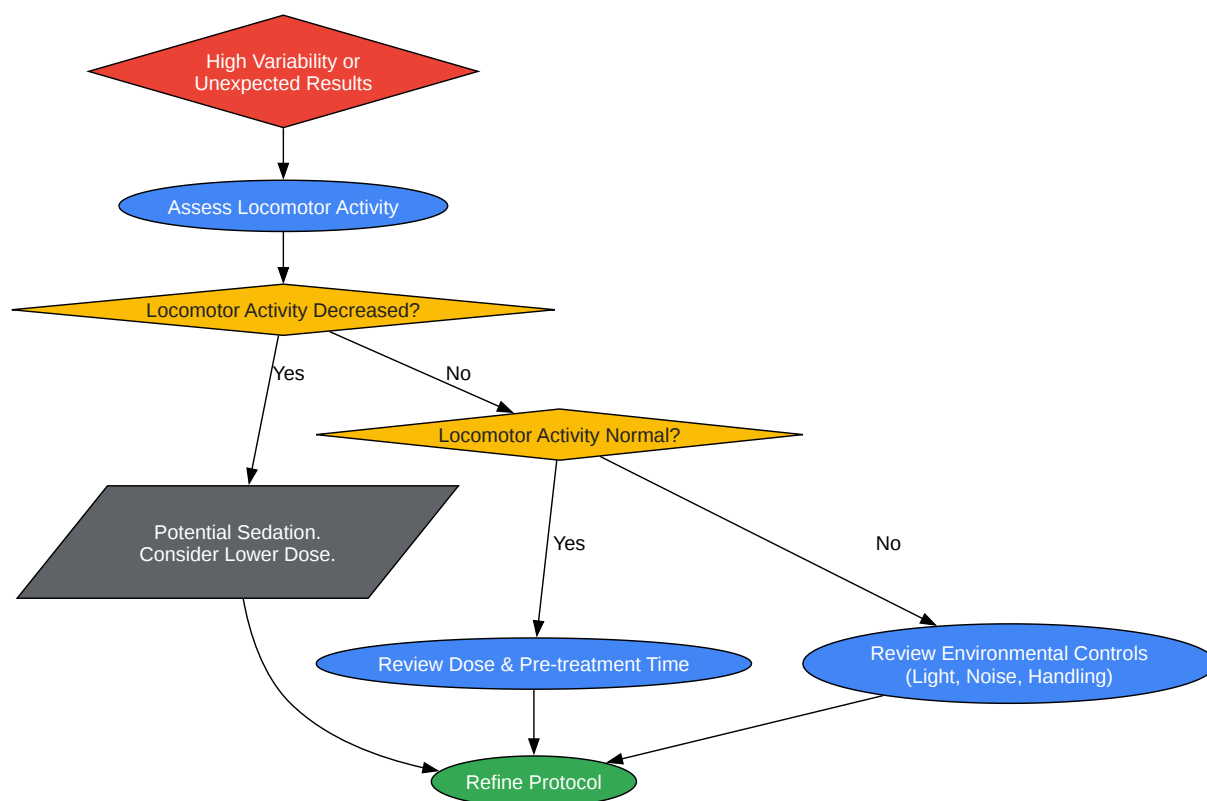 High Variability or
Unexpected Results
Assess Locomotor Activity
Locomotor Activity Decreased?
Yes
No
Locomotor Activity Normal?
Potential Sedation.
Consider Lower Dose.
Yes
No
Review Dose & Pre-treatment Time
Review Environmental Controls
(Light, Noise, Handling)
Refine Protocol